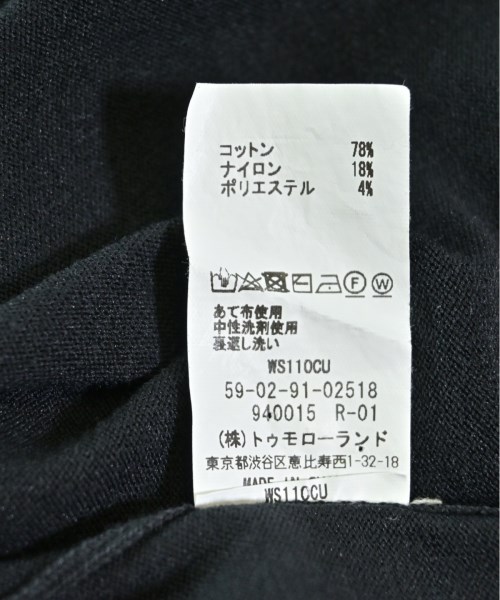 コットン 78%
ナイロン 18%
ポリエステル 4%
F W
あて布使用
中性洗剤使用
裏返し洗い
WS110CU
59-02-91-02518
940015 R-01
(株)トゥモローランド
東京都渋谷区恵比寿西1-32-18
MADE IN
WS110CU